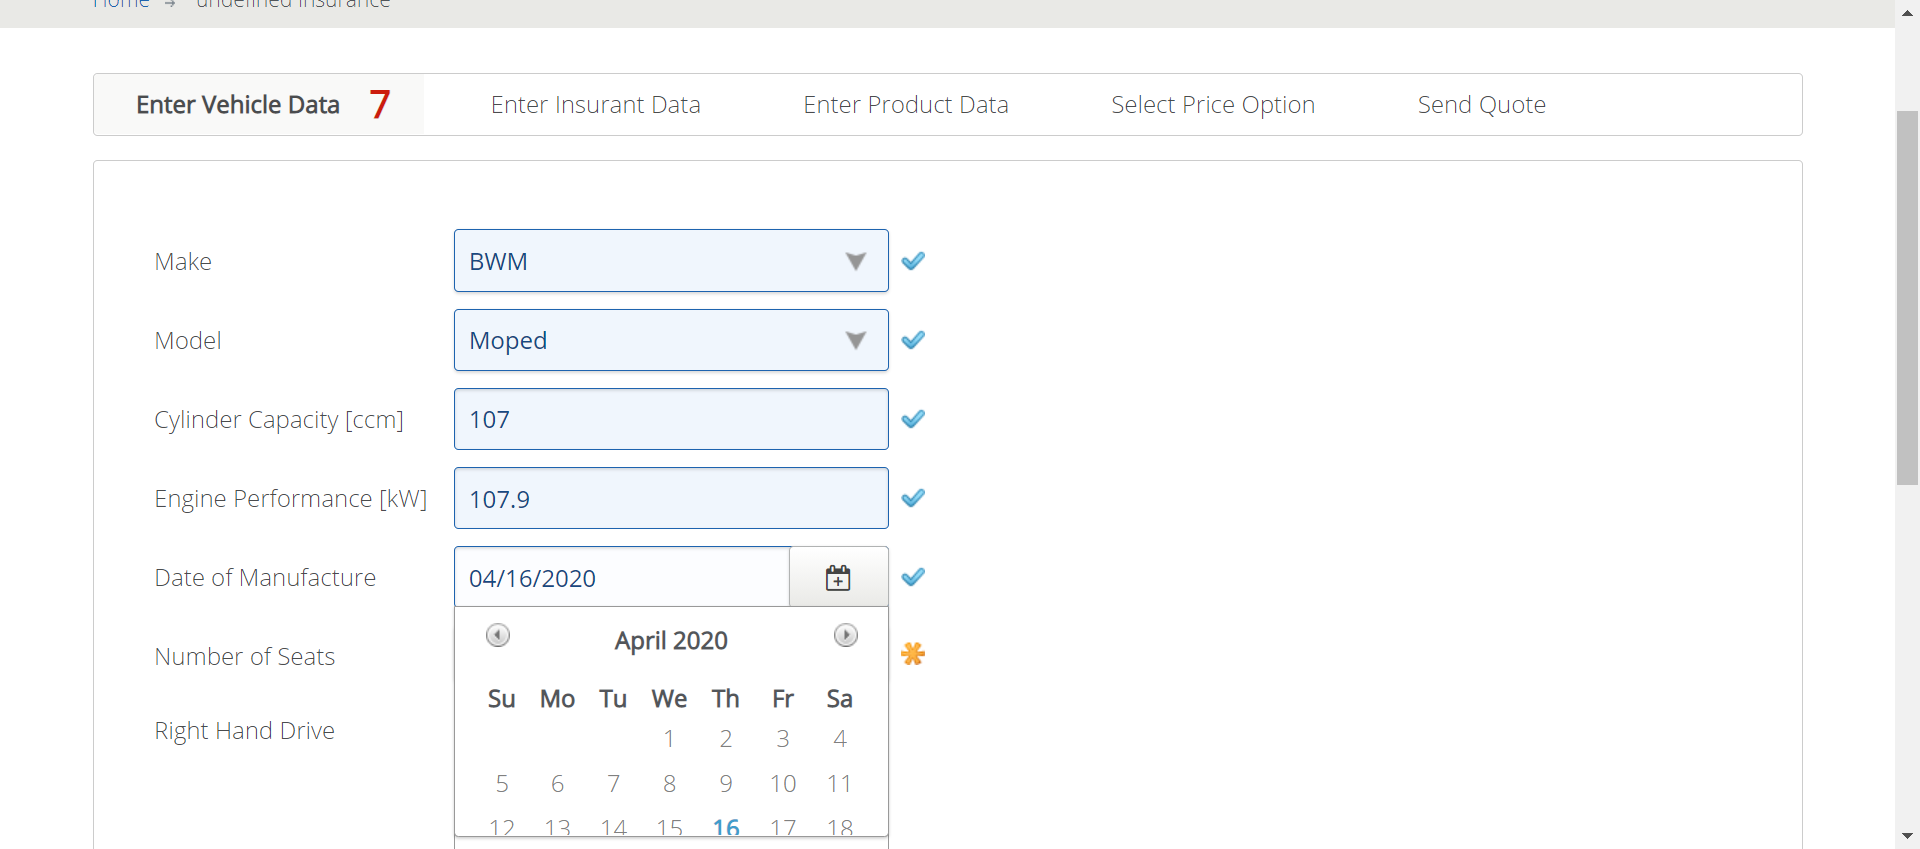 Home → undefined insurance
Enter Vehicle Data 7 Enter Insurant Data Enter Product Data Select Price Option Send Quote
Make BWM
Model Moped
Cylinder Capacity [ccm] 107
Engine Performance [kW] 107.9
Date of Manufacture 04/16/2020
April 2020
Number of Seats
Su Mo Tu We Th Fr Sa
Right Hand Drive
1 2 3 4
5 6 7 8 9 10 11
12 13 14 15 16 17 18